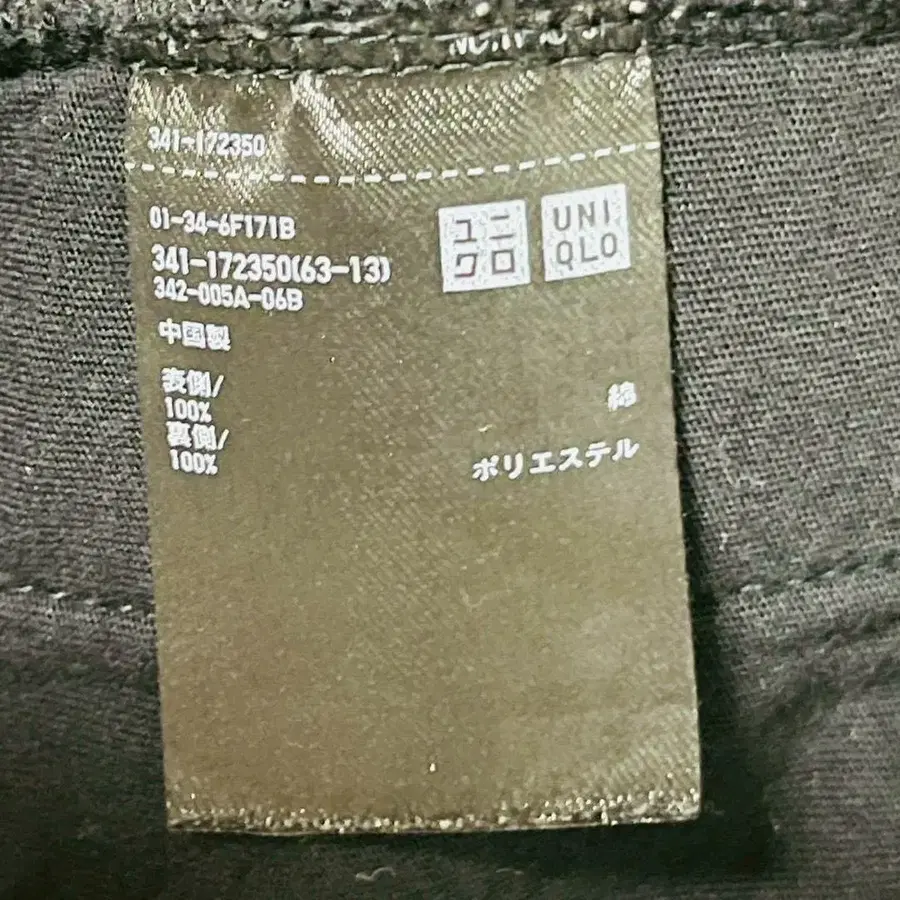 341-172350
01-34-6F171B
ユニ
クロ
UNI
QLO
341-172350(63-13)
342-005A-06B
中国製
表側/
100% 綿
裏側/
100% ポリエステル